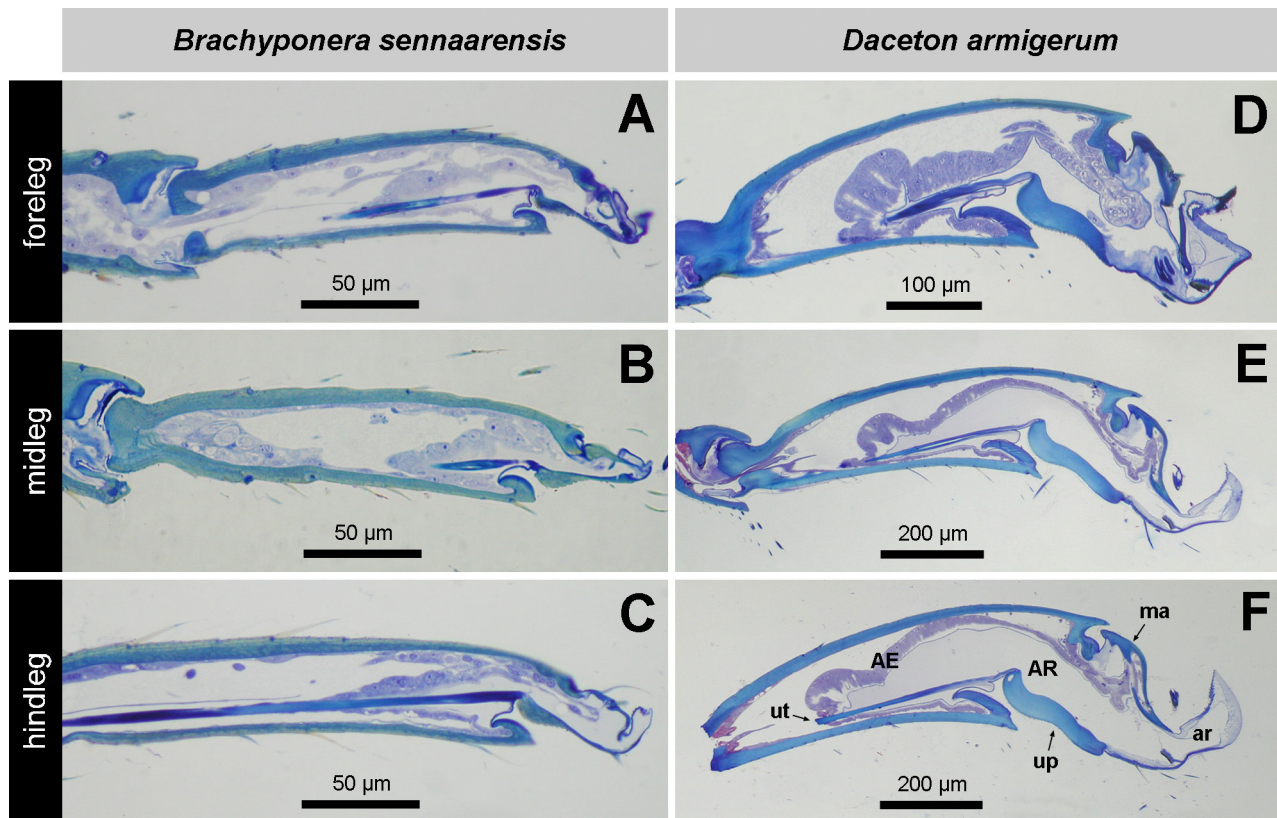 Brachyponera sennaarensis
Daceton armigerum
foreleg
A
50 µm
D
100 µm
midleg
B
50 µm
E
200 µm
hindleg
C
50 µm
F
ma
AE
AR
ut
up
ar
200 µm